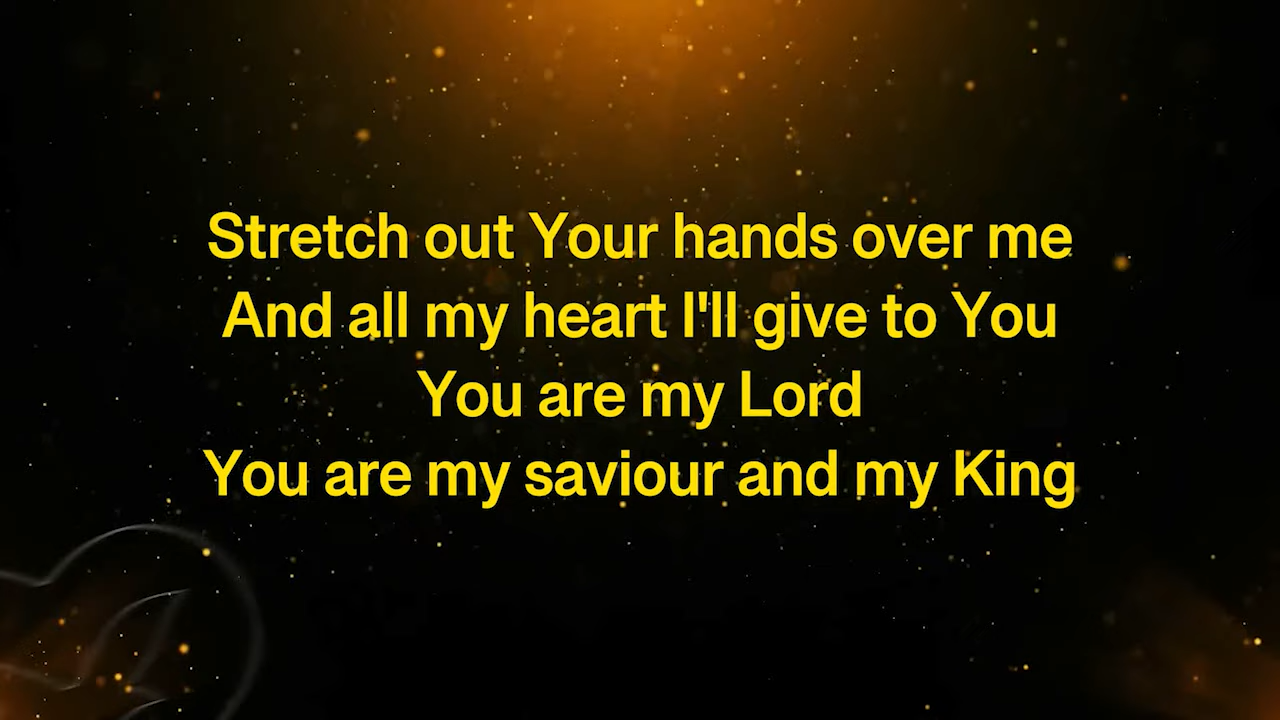 Stretch out Your hands over me
And all my heart I'll give to You
You are my Lord
You are my saviour and my King